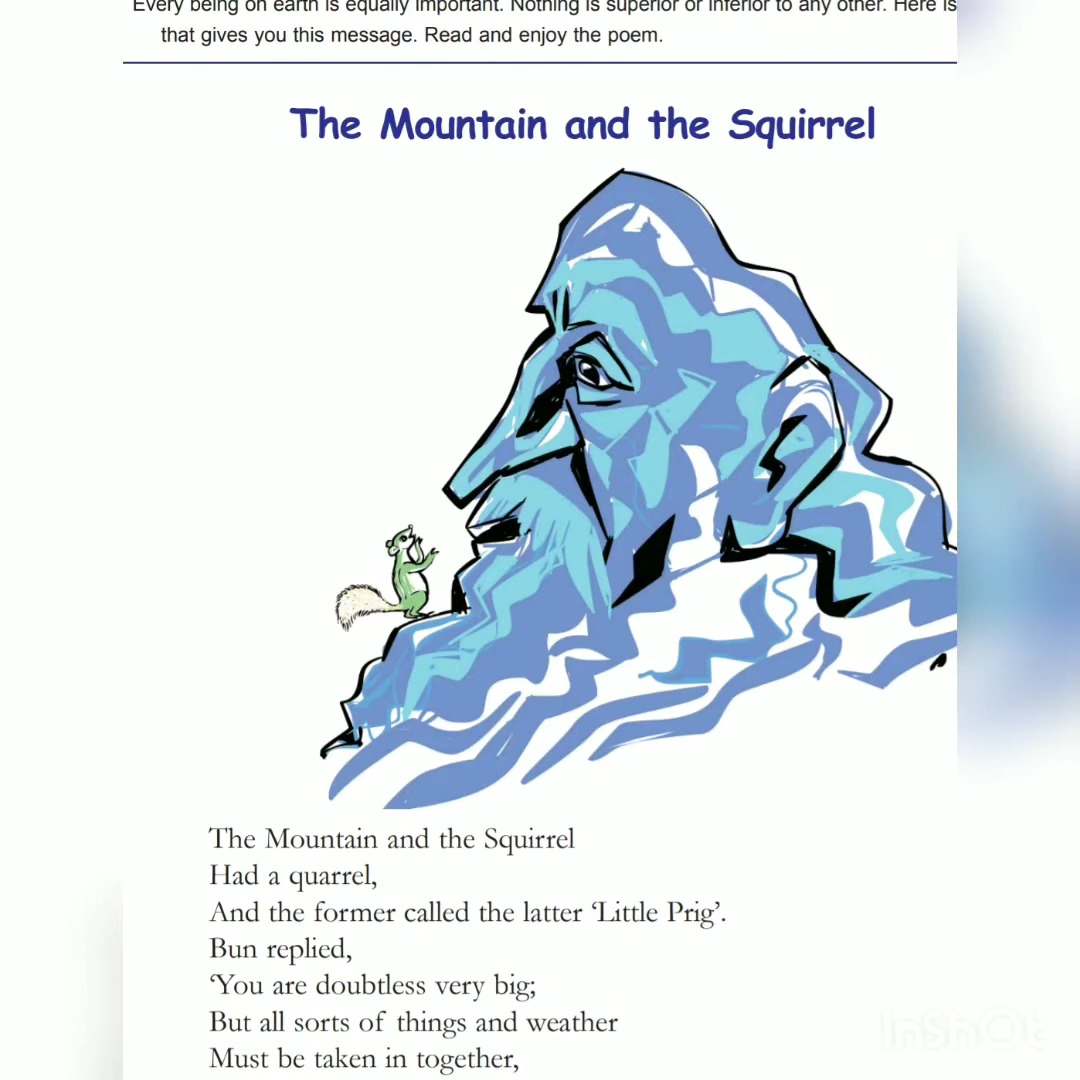 Every being on earth is equally important. Nothing is superior or inferior to any other. Here is
that gives you this message. Read and enjoy the poem.
The Mountain and the Squirrel
The Mountain and the Squirrel
Had a quarrel,
And the former called the latter ‘Little Prig’.
Bun replied,
‘You are doubtless very big;
But all sorts of things and weather
Must be taken in together,
InShOt